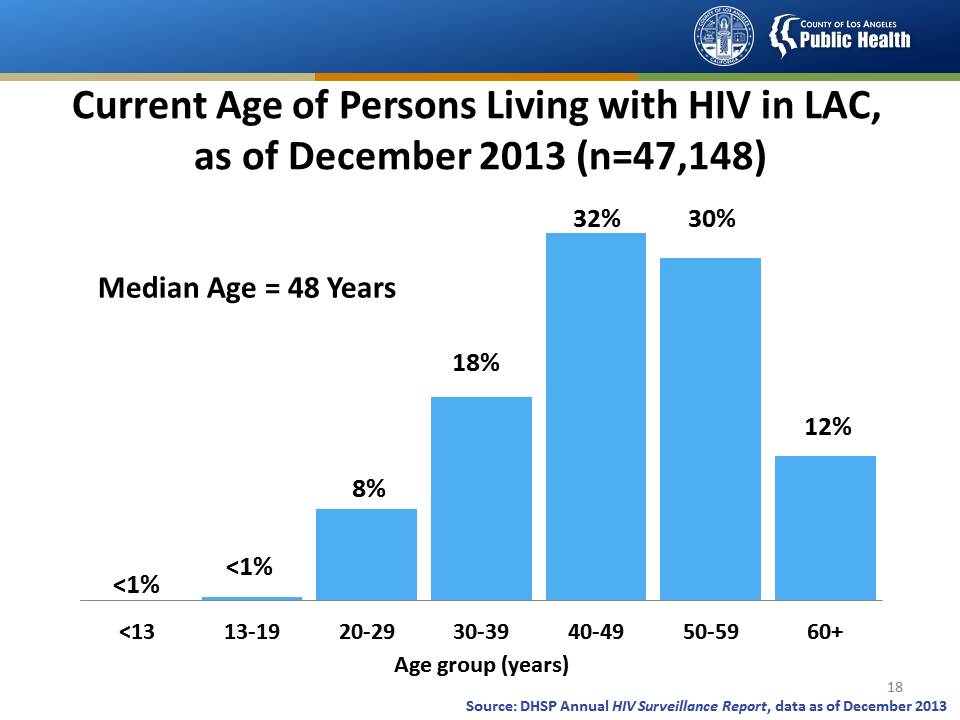 COUNTY OF LOS ANGELES
Public Health
Current Age of Persons Living with HIV in LAC,
as of December 2013 (n=47,148)
Median Age = 48 Years
<1%
<1%
8%
18%
32%
30%
12%
<13 13-19 20-29 30-39 40-49 50-59 60+
Age group (years)
18
Source: DHSP Annual HIV Surveillance Report, data as of December 2013